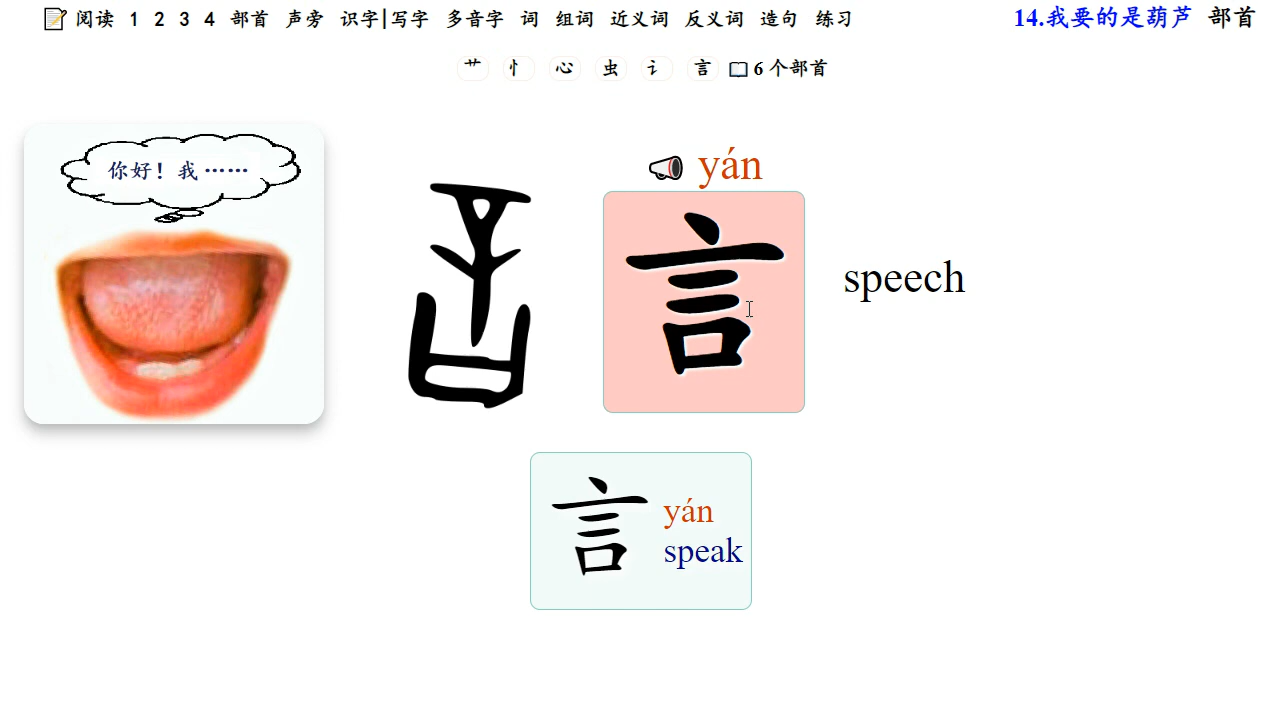 阅读 1 2 3 4 部首 声旁 识字|写字 多音字 词 组词 近义词 反义词 造句 练习
14.我要的是葫芦 部首
艹 忄 心 虫 讠 言 6 个部首
你好！我……
yán
言
speech
言
yán
speak